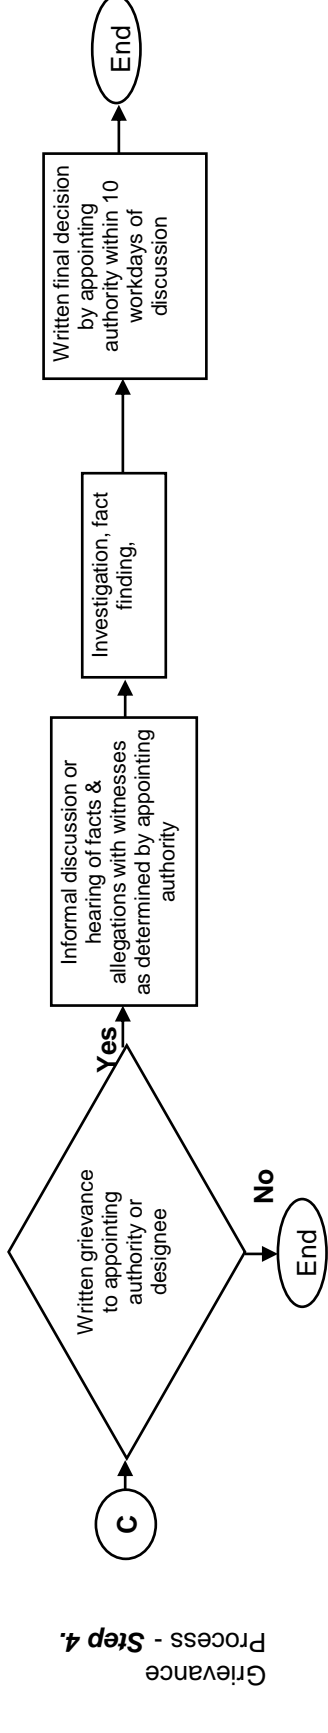 Grievance
Process - Step 4.
C
Written grievance
to appointing
authority or
designee
Yes
No
End
Informal discussion or
hearing of facts &
allegations with witnesses
as determined by appointing
authority
Investigation, fact
finding,
Written final decision
by appointing
authority within 10
workdays of
discussion
End